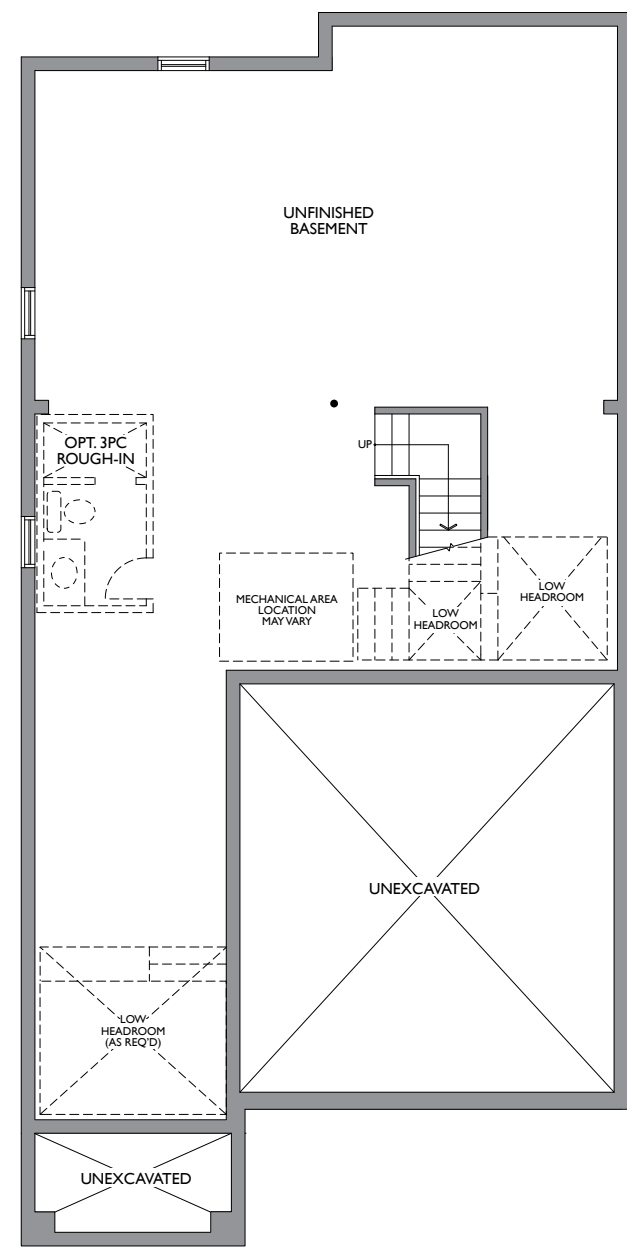 UNFINISHED
BASEMENT
OPT. 3PC
ROUGH-IN
UP
MECHANICAL AREA
LOCATION
MAY VARY
LOW
HEADROOM
LOW
HEADROOM
UNEXCAVATED
LOW
HEADROOM
(AS REQ'D)
UNEXCAVATED